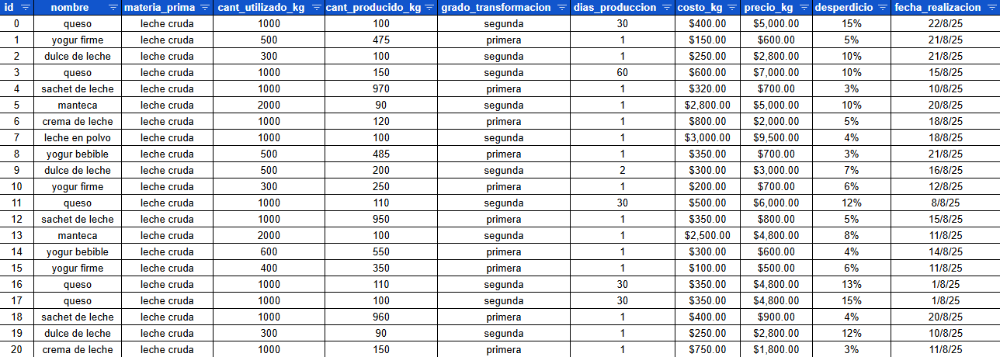 id nombre materia_prima cant_utilizado_kg cant_producido_kg grado_transformacion dias_produccion costo_kg precio_kg desperdicio fecha_realizacion
0 queso leche cruda 1000 100 segunda 30 $400.00 $5,000.00 15% 22/8/25
1 yogur firme leche cruda 500 475 primera 1 $150.00 $600.00 5% 21/8/25
2 dulce de leche leche cruda 300 100 segunda 1 $250.00 $2,800.00 10% 21/8/25
3 queso leche cruda 1000 150 segunda 60 $600.00 $7,000.00 10% 15/8/25
4 sachet de leche leche cruda 1000 970 primera 1 $320.00 $700.00 3% 10/8/25
5 manteca leche cruda 2000 90 segunda 1 $2,800.00 $5,000.00 10% 20/8/25
6 crema de leche leche cruda 1000 120 primera 1 $800.00 $2,000.00 5% 18/8/25
7 leche en polvo leche cruda 1000 100 segunda 1 $3,000.00 $9,500.00 4% 18/8/25
8 yogur bebible leche cruda 500 485 primera 1 $350.00 $700.00 3% 21/8/25
9 dulce de leche leche cruda 500 200 segunda 2 $300.00 $3,000.00 7% 16/8/25
10 yogur firme leche cruda 300 250 primera 1 $200.00 $700.00 6% 12/8/25
11 queso leche cruda 1000 110 segunda 30 $500.00 $6,000.00 12% 8/8/25
12 sachet de leche leche cruda 1000 950 primera 1 $350.00 $800.00 5% 15/8/25
13 manteca leche cruda 2000 100 segunda 1 $2,500.00 $4,800.00 8% 11/8/25
14 yogur bebible leche cruda 600 550 primera 1 $300.00 $600.00 4% 14/8/25
15 yogur firme leche cruda 400 350 primera 1 $100.00 $500.00 6% 11/8/25
16 queso leche cruda 1000 110 segunda 30 $350.00 $4,800.00 13% 1/8/25
17 queso leche cruda 1000 100 segunda 30 $350.00 $4,800.00 15% 1/8/25
18 sachet de leche leche cruda 1000 960 primera 1 $400.00 $900.00 4% 20/8/25
19 dulce de leche leche cruda 300 90 segunda 1 $250.00 $2,800.00 12% 10/8/25
20 crema de leche leche cruda 1000 150 primera 1 $750.00 $1,800.00 3% 11/8/25